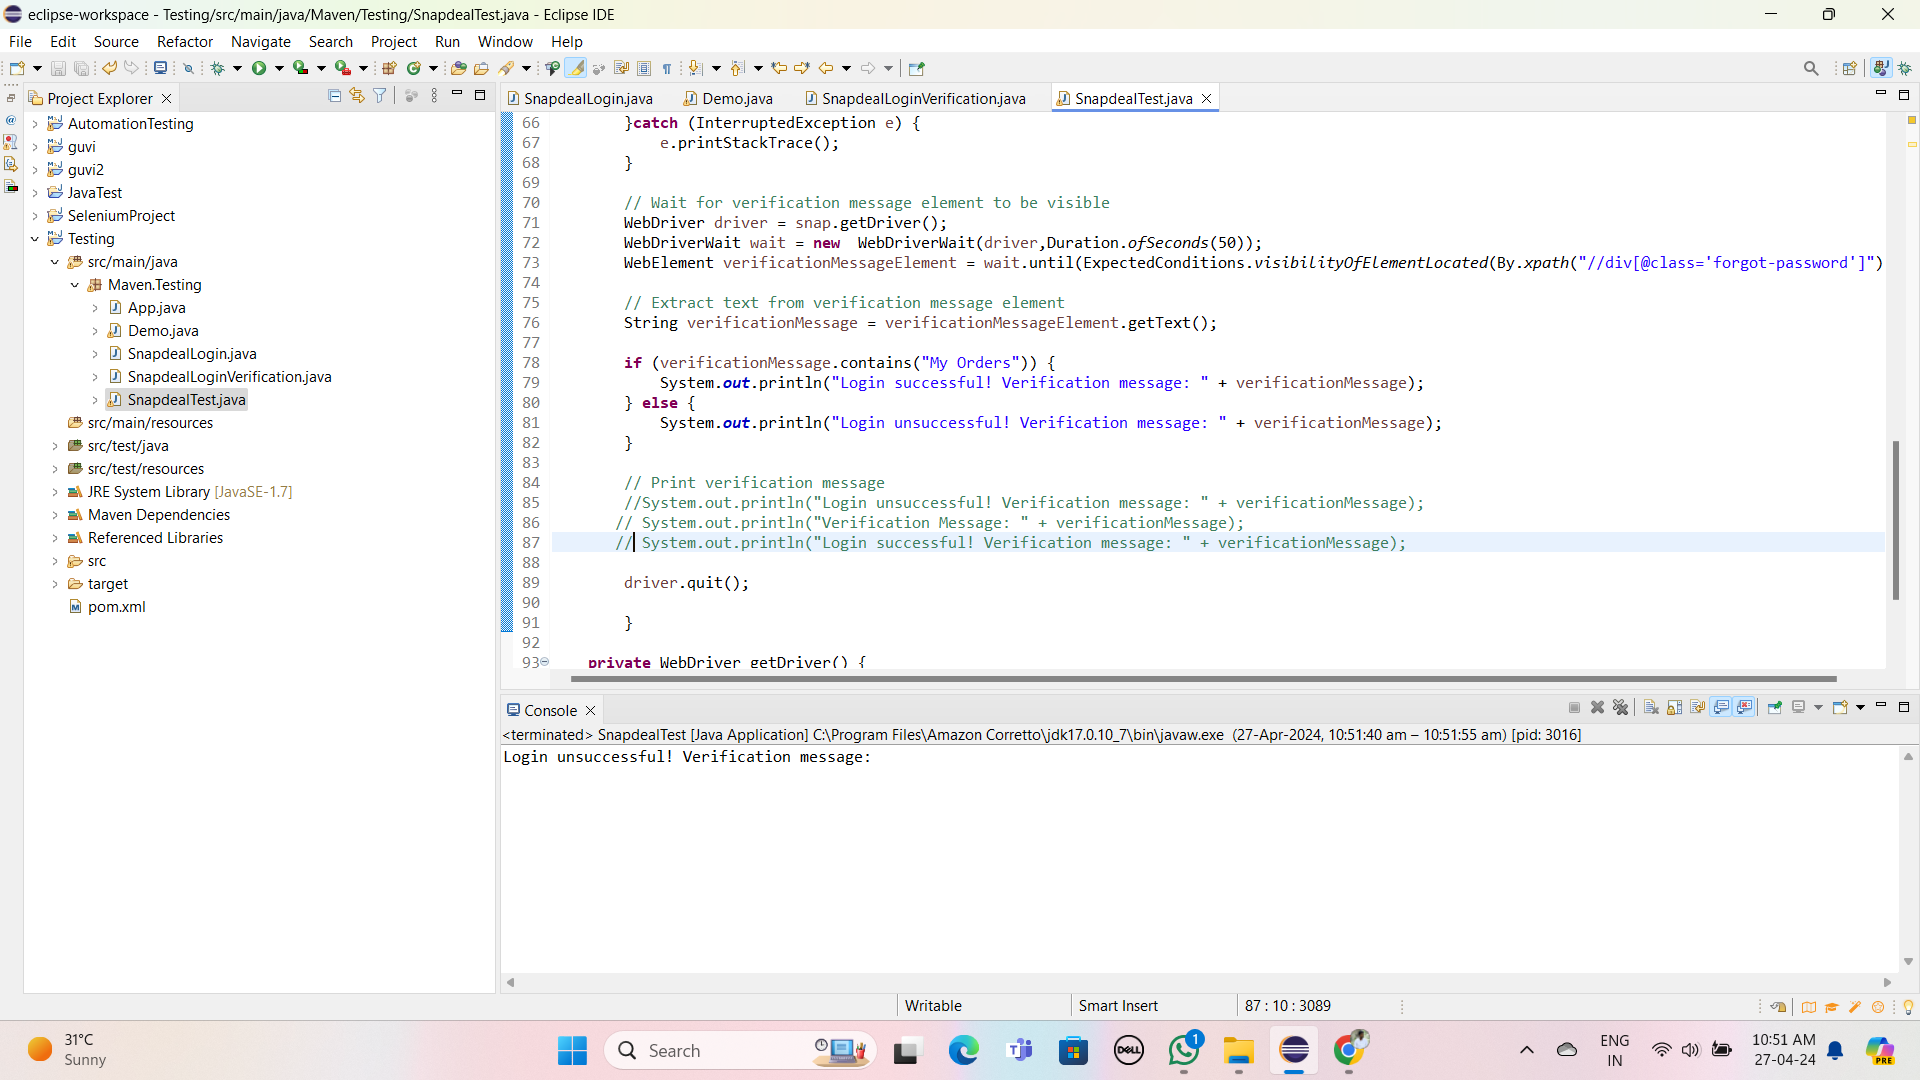 eclipse-workspace - Testing/src/main/java/Maven/Testing/SnapdealTest.java - Eclipse IDE
File Edit Source Refactor Navigate Search Project Run Window Help
Project Explorer
AutomationTesting
guvi
guvi2
JavaTest
SeleniumProject
Testing
src/main/java
Maven.Testing
App.java
Demo.java
SnapdealLogin.java
SnapdealLoginVerification.java
SnapdealTest.java
src/main/resources
src/test/java
src/test/resources
JRE System Library [JavaSE-1.7]
Maven Dependencies
Referenced Libraries
src
target
pom.xml
SnapdealLogin.java Demo.java SnapdealLoginVerification.java SnapdealTest.java
66 }catch (InterruptedException e) {
67 e.printStackTrace();
68 }
69
70 // Wait for verification message element to be visible
71 WebDriver driver = snap.getDriver();
72 WebDriverWait wait = new  WebDriverWait(driver,Duration.ofSeconds(50));
73 WebElement verificationMessageElement = wait.until(ExpectedConditions.visibilityOfElementLocated(By.xpath("//div[@class='forgot-password']")
74
75 // Extract text from verification message element
76 String verificationMessage = verificationMessageElement.getText();
77
78 if (verificationMessage.contains("My Orders")) {
79 System.out.println("Login successful! Verification message: " + verificationMessage);
80 } else {
81 System.out.println("Login unsuccessful! Verification message: " + verificationMessage);
82 }
83
84 // Print verification message
85 //System.out.println("Login unsuccessful! Verification message: " + verificationMessage);
86 // System.out.println("Verification Message: " + verificationMessage);
87 // System.out.println("Login successful! Verification message: " + verificationMessage);
88
89 driver.quit();
90
91 }
92
93 private WebDriver getDriver() {
Console
<terminated> SnapdealTest [Java Application] C:\Program Files\Amazon Corretto\jdk17.0.10_7\bin\javaw.exe (27-Apr-2024, 10:51:40 am – 10:51:55 am) [pid: 3016]
Login unsuccessful! Verification message:
Writable Smart Insert 87 : 10 : 3089
31°C
Sunny
Search
DELL
1
ENG
IN
10:51 AM
27-04-24
PRE